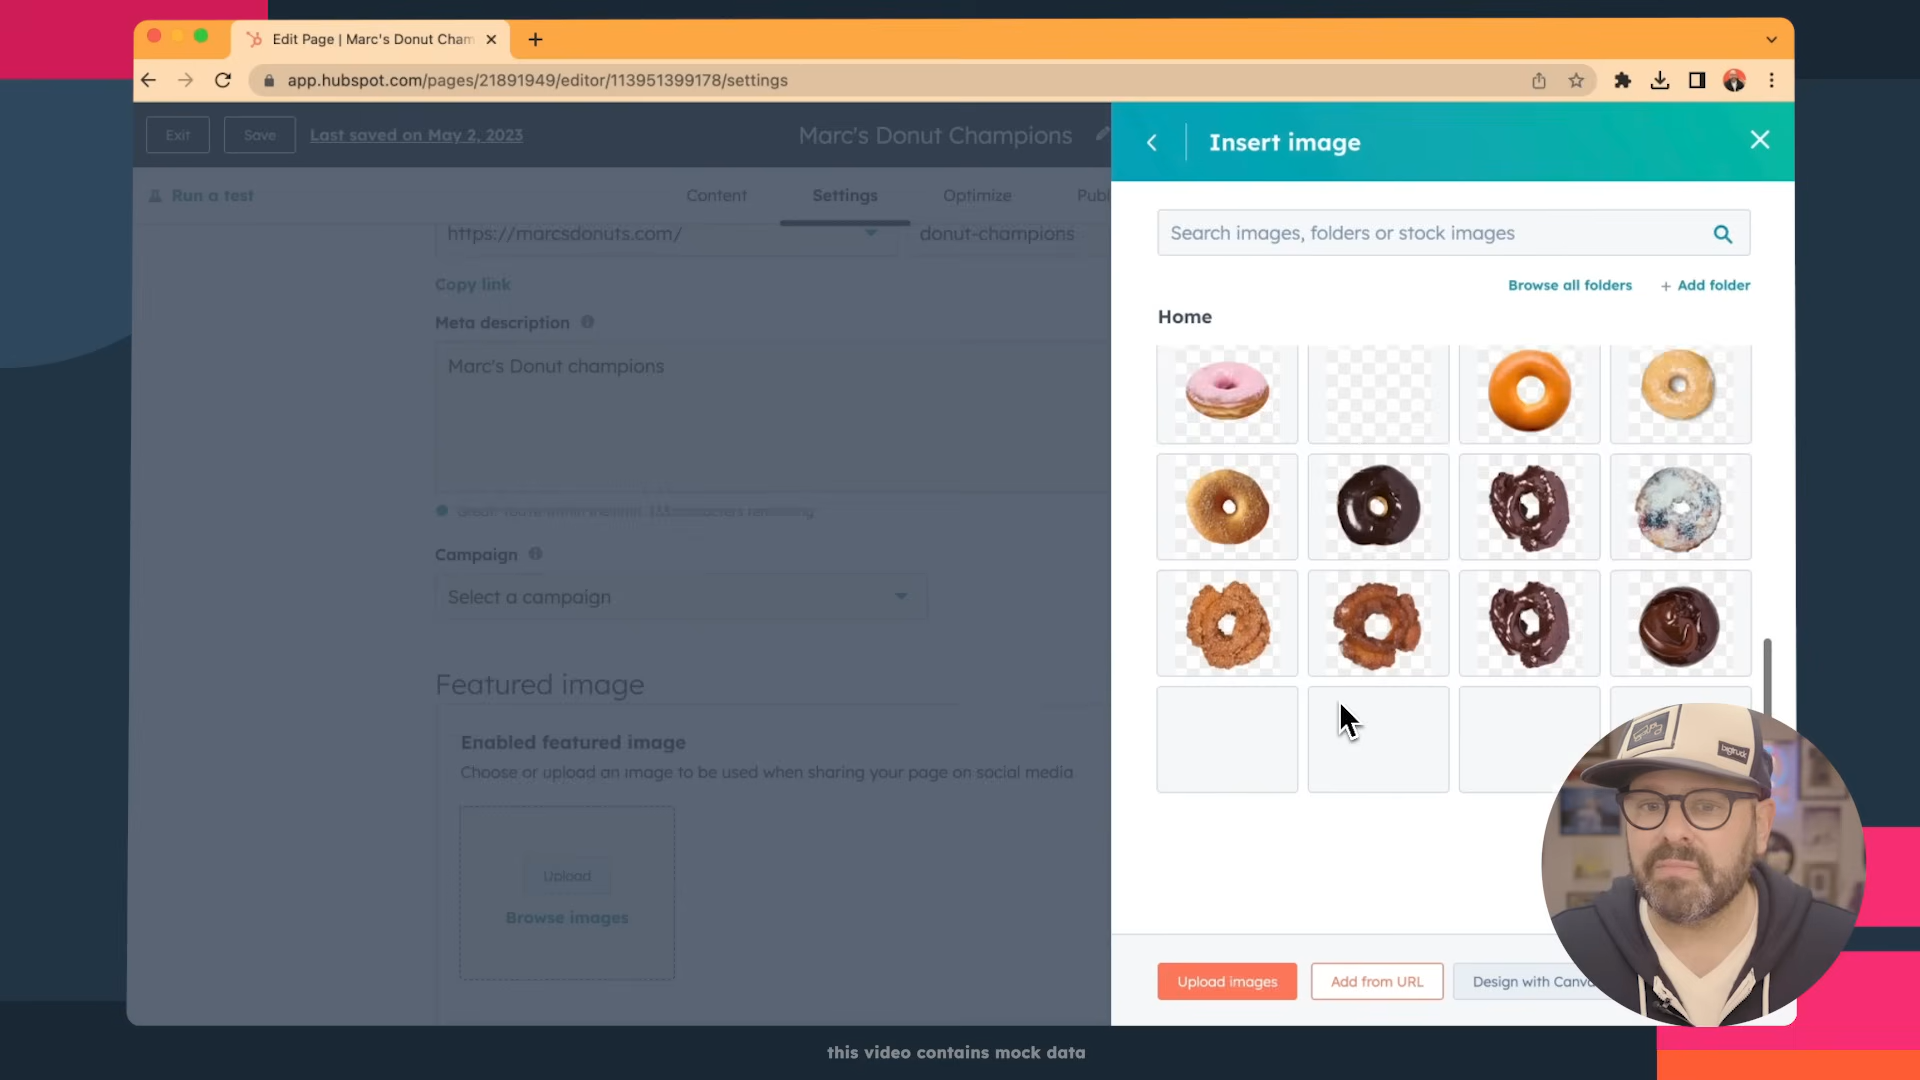 Edit Page | Marc's Donut Cham
app.hubspot.com/pages/21891949/editor/113951399178/settings
Exit
Save
Last saved on May 2, 2023
Marc's Donut Champions
Insert image
Run a test
Content
Settings
Optimize
Publ
https://marcsdonuts.com/
donut-champions
Search images, folders or stock images
Copy link
Browse all folders
+ Add folder
Meta description
Home
Marc's Donut champions
Campaign
Select a campaign
Featured image
Enabled featured image
Choose or upload an image to be used when sharing your page on social media
Upload
Browse images
Upload images
Add from URL
Design with Canva
this video contains mock data